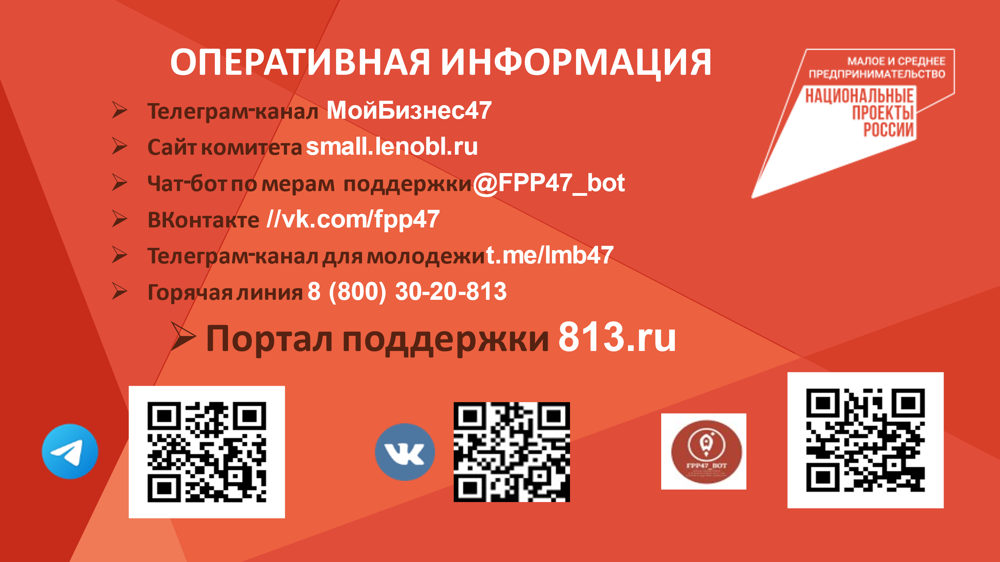 ОПЕРАТИВНАЯ ИНФОРМАЦИЯ
МАЛОЕ И СРЕДНЕЕ
ПРЕДПРИНИМАТЕЛЬСТВО
НАЦИОНАЛЬНЫЕ
ПРОЕКТЫ
РОССИИ
Телеграм-канал МойБизнес47
Сайт комитета small.lenobl.ru
Чат-бот по мерам поддержки @FPP47_bot
ВКонтакте //vk.com/fpp47
Телеграм-канал для молодежи t.me/lmb47
Горячая линия 8 (800) 30-20-813
Портал поддержки 813.ru
FPP47_BOT